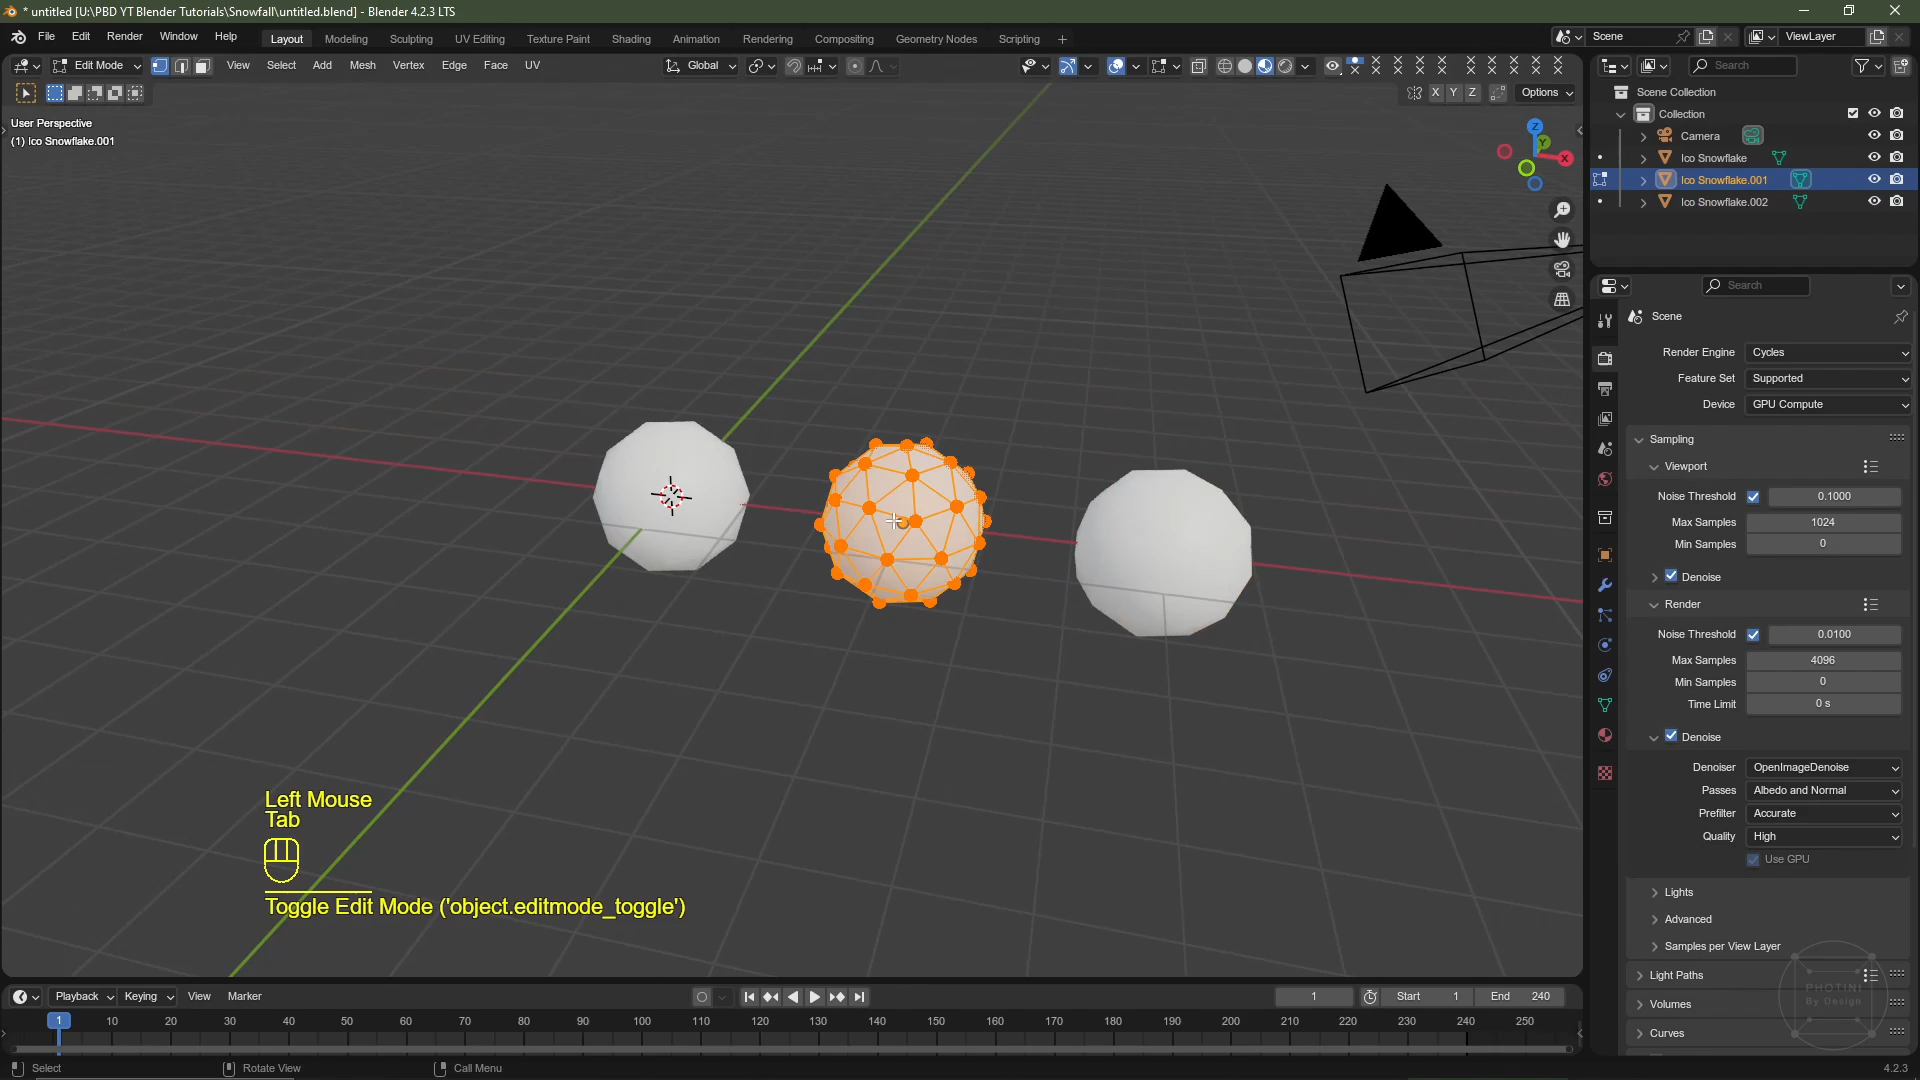 * untitled [U:\PBD YT Blender Tutorials\Snowfall\untitled.blend] - Blender 4.2.3 LTS
File Edit Render Window Help Layout Modeling Sculpting UV Editing Texture Paint Shading Animation Rendering Compositing Geometry Nodes Scripting + Scene ViewLayer
Edit Mode View Select Add Mesh Vertex Edge Face UV Global Search
X Y Z Options
User Perspective
(1) Ico Snowflake.001
Z
Y
X
Scene Collection
Collection
Camera
Ico Snowflake
Ico Snowflake.001
Ico Snowflake.002
Search
Scene
Render Engine Cycles
Feature Set Supported
Device GPU Compute
Sampling
Viewport
Noise Threshold 0.1000
Max Samples 1024
Min Samples 0
Denoise
Render
Noise Threshold 0.0100
Max Samples 4096
Min Samples 0
Time Limit 0 s
Denoise
Denoiser OpenImageDenoise
Passes Albedo and Normal
Prefilter Accurate
Quality High
Use GPU
Lights
Advanced
Samples per View Layer
Light Paths
Volumes
Curves
PHOTINI
By Design
Left Mouse
Tab
Toggle Edit Mode ('object.editmode_toggle')
Playback Keying View Marker 1 Start 1 End 240
1 10 20 30 40 50 60 70 80 90 100 110 120 130 140 150 160 170 180 190 200 210 220 230 240 250
Select Rotate View Call Menu 4.2.3